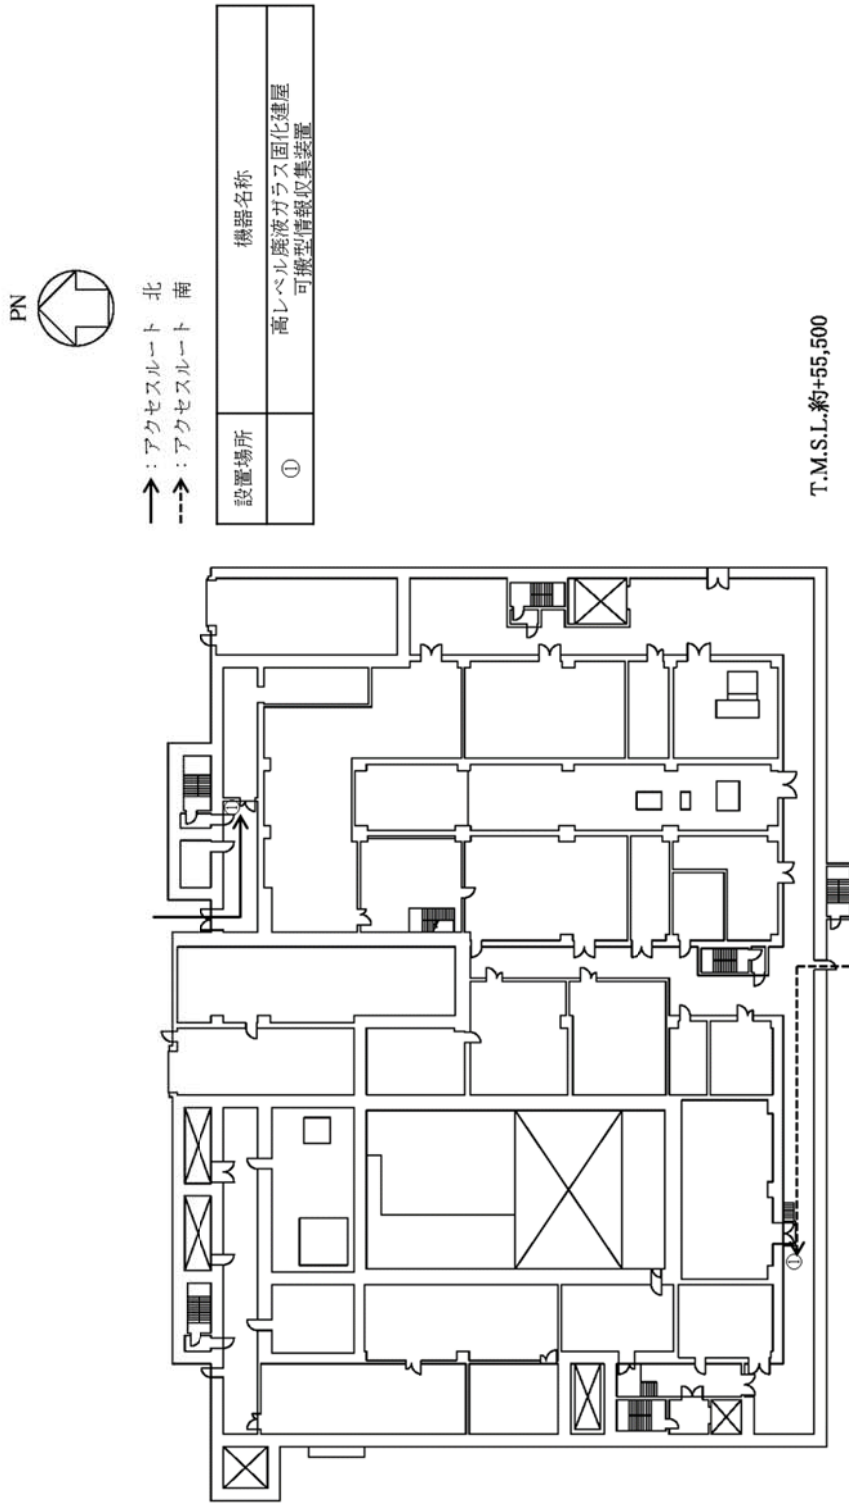 PN
→：アクセスルート 北
⇢：アクセスルート 南
設置場所
機器名称
①
高レベル廃液ガラス固化建屋
可搬型情報収集装置
①
①
T.M.S.L.約+55,500